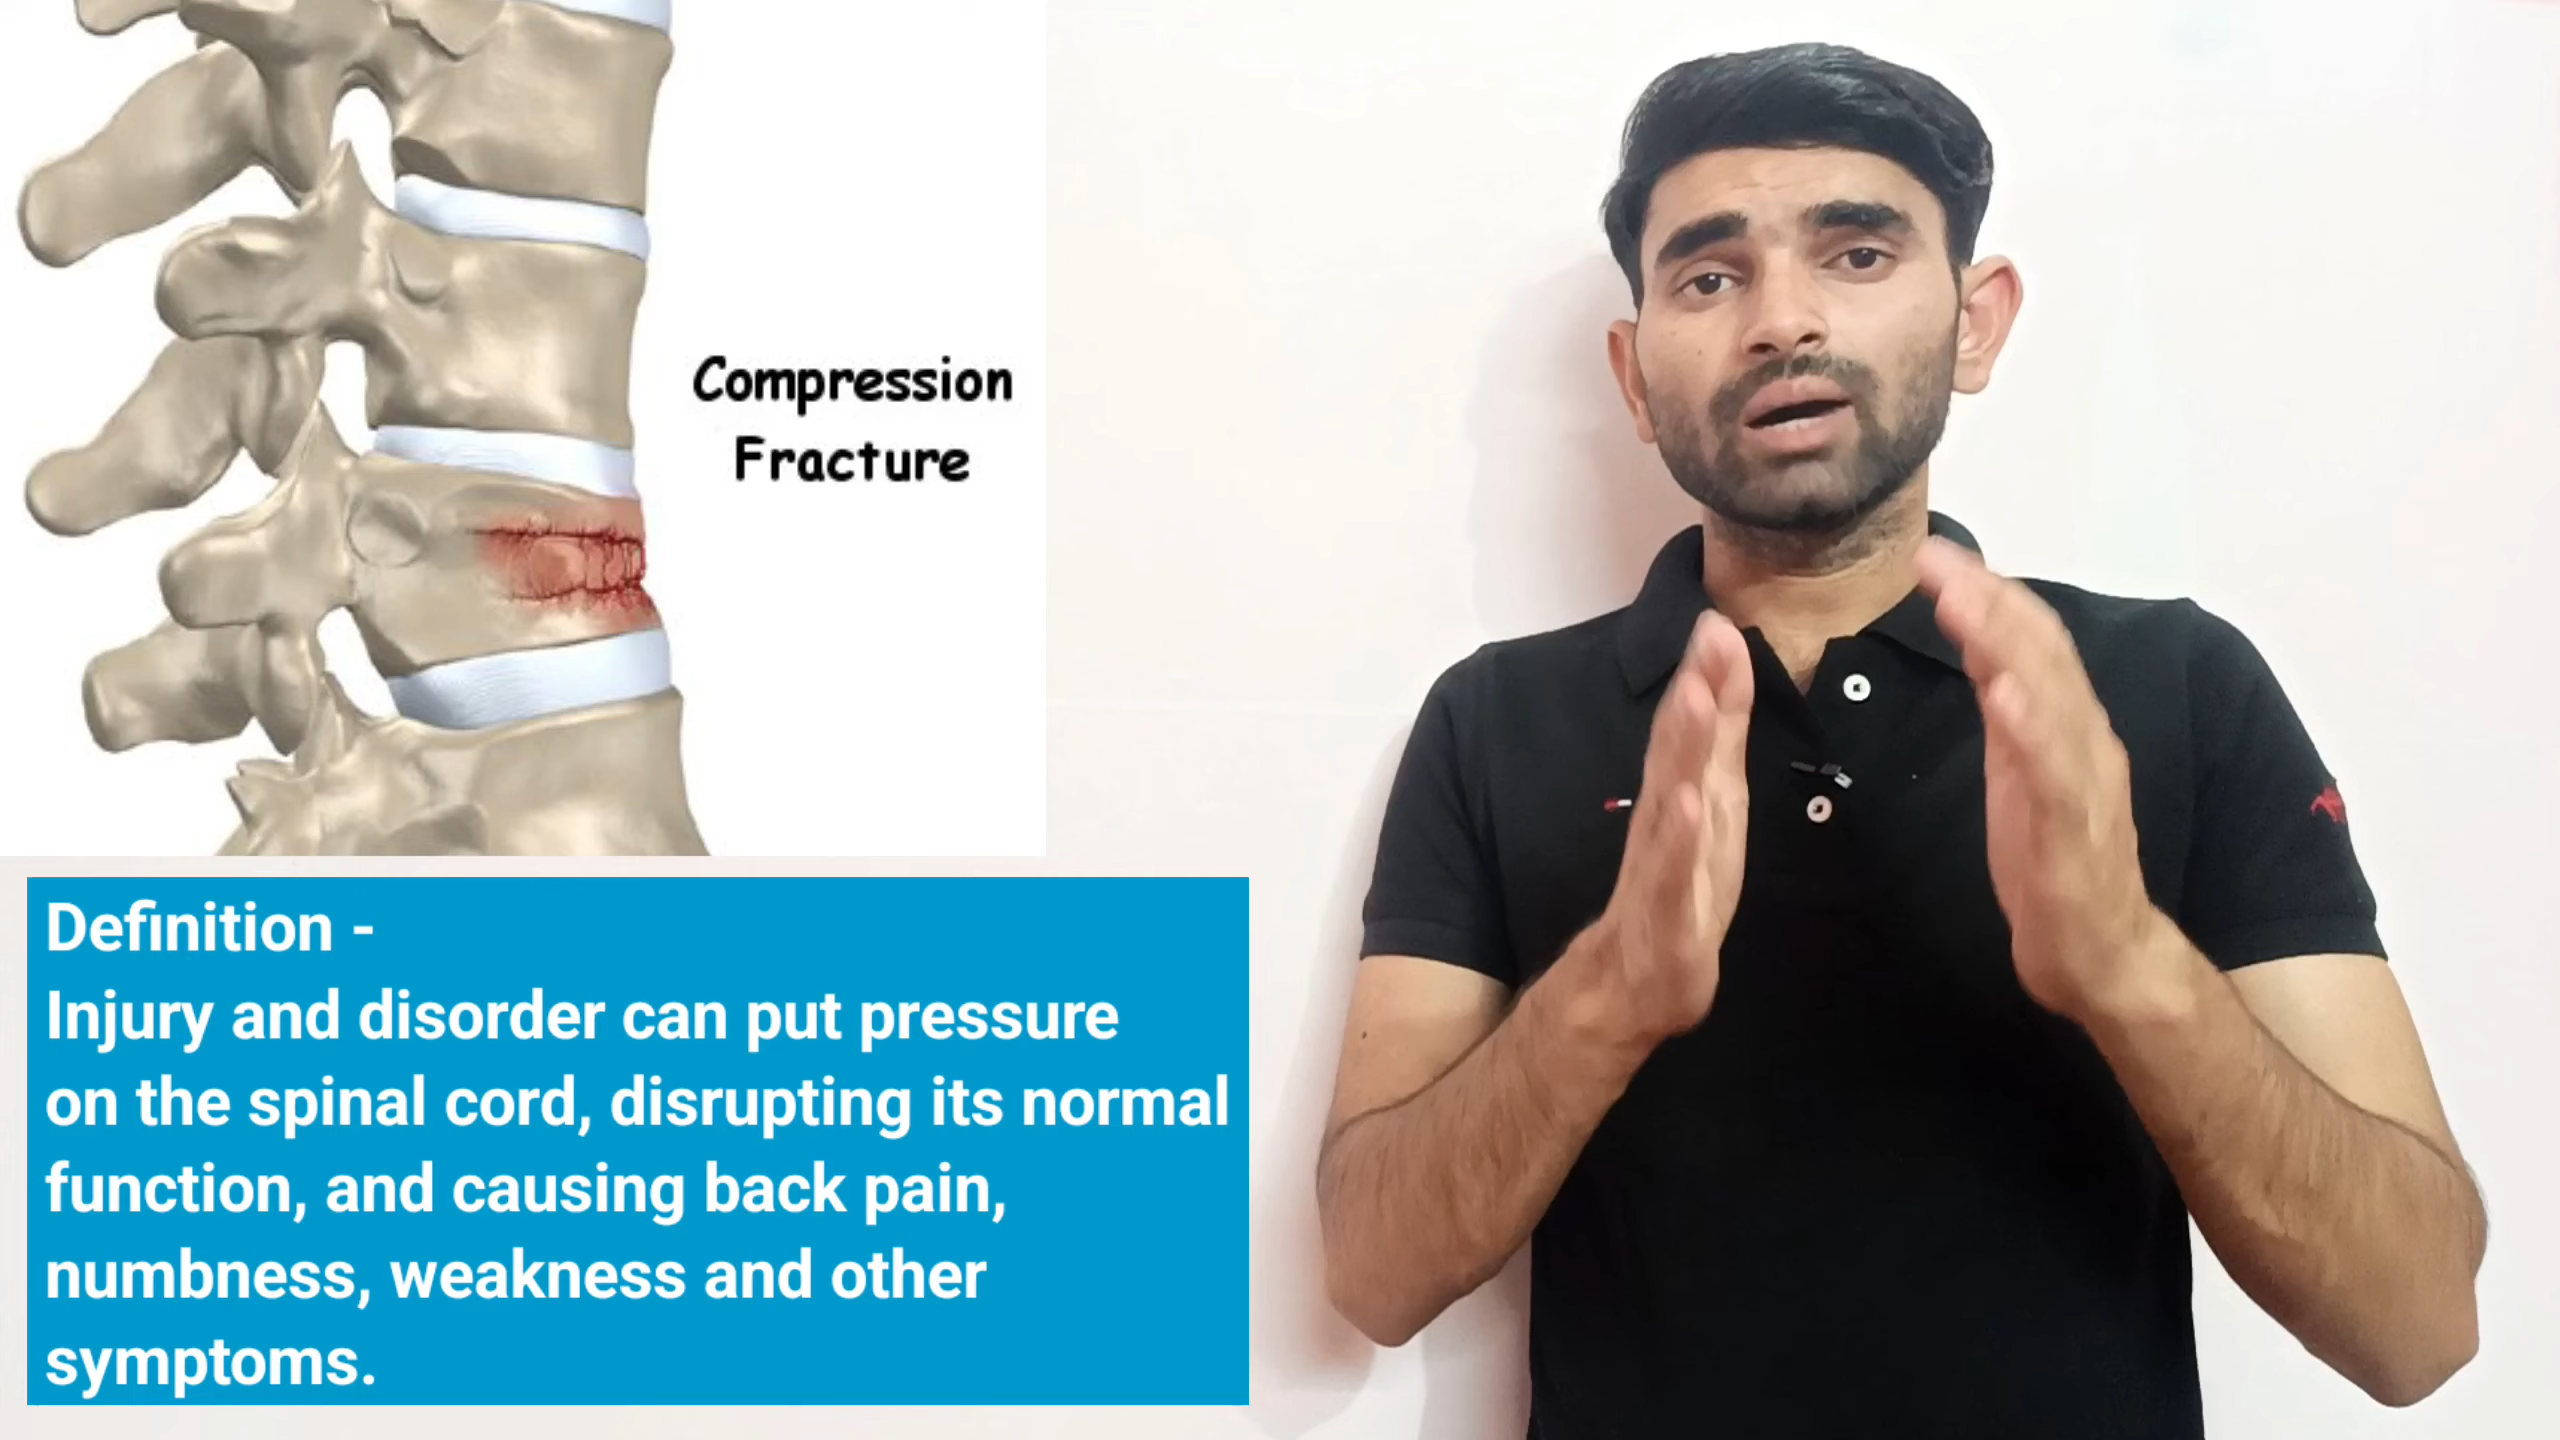 Compression
Fracture
Definition -
Injury and disorder can put pressure
on the spinal cord, disrupting its normal
function, and causing back pain,
numbness, weakness and other
symptoms.